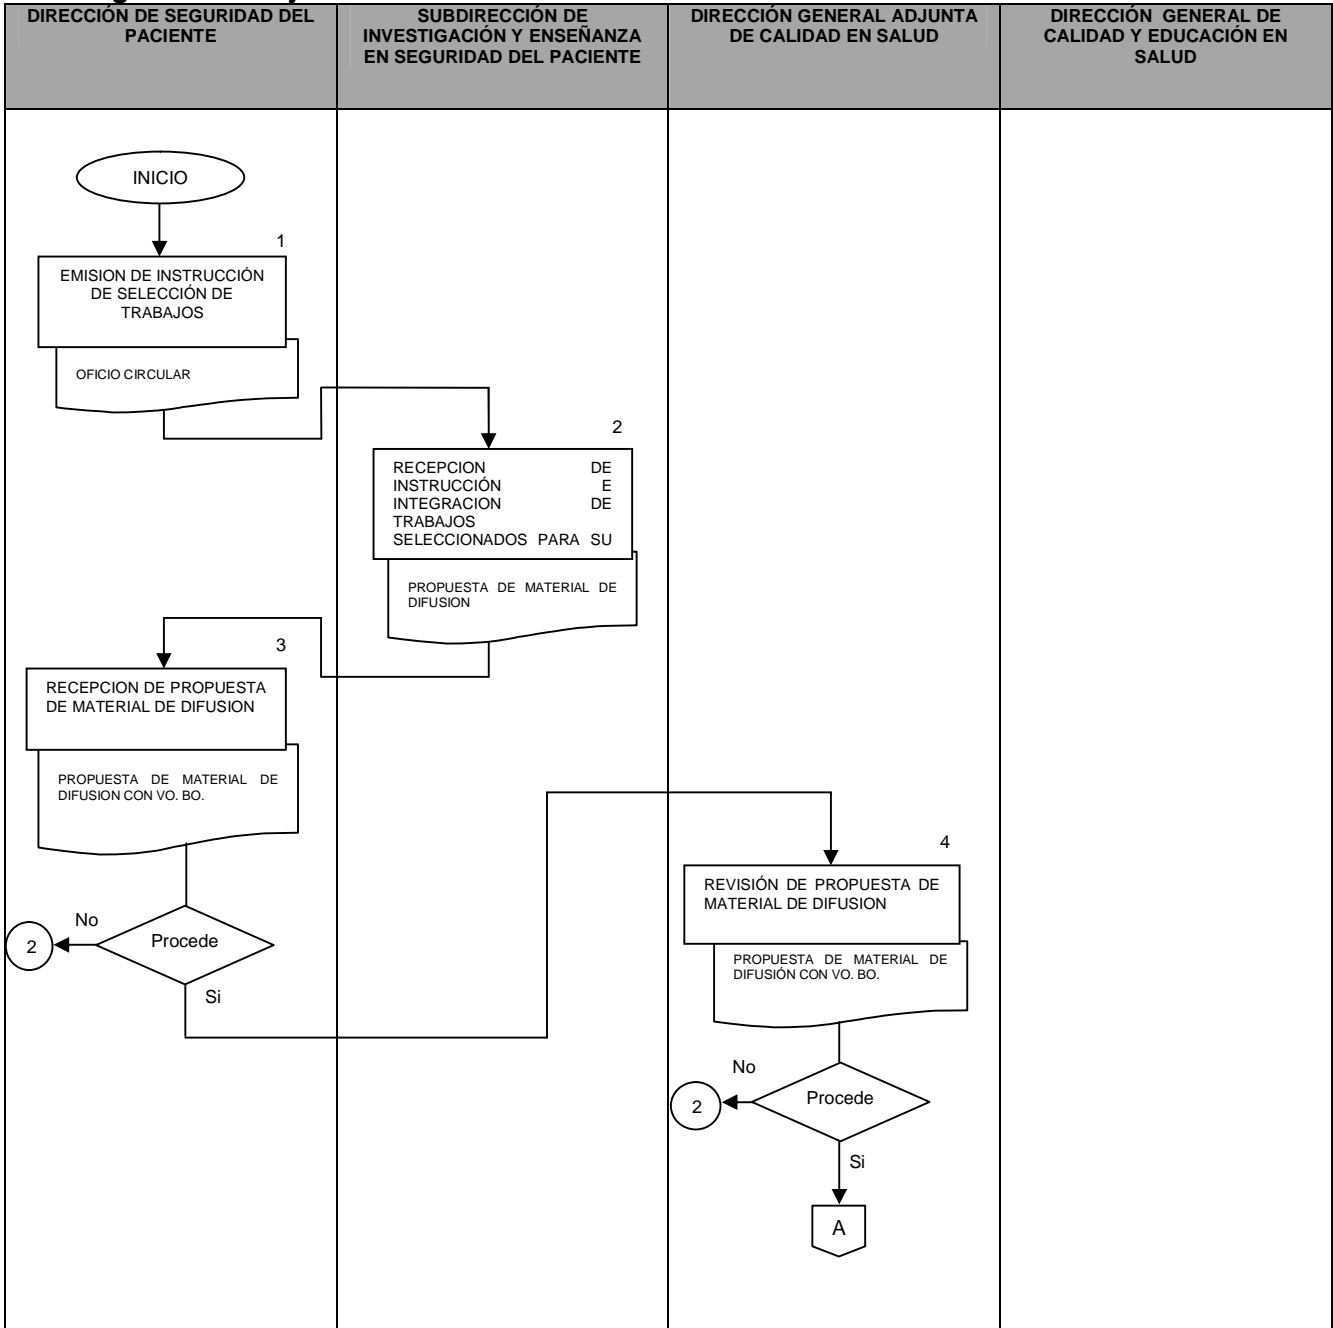 DIRECCIÓN DE SEGURIDAD DEL
PACIENTE
SUBDIRECCIÓN DE
INVESTIGACIÓN Y ENSEÑANZA
EN SEGURIDAD DEL PACIENTE
DIRECCIÓN GENERAL ADJUNTA
DE CALIDAD EN SALUD
DIRECCIÓN GENERAL DE
CALIDAD Y EDUCACIÓN EN
SALUD
INICIO
1
EMISION DE INSTRUCCIÓN
DE SELECCIÓN DE
TRABAJOS
OFICIO CIRCULAR
2
RECEPCION DE
INSTRUCCIÓN E
INTEGRACION DE
TRABAJOS
SELECCIONADOS PARA SU
PROPUESTA DE MATERIAL DE
DIFUSION
3
RECEPCION DE PROPUESTA
DE MATERIAL DE DIFUSION
PROPUESTA DE MATERIAL DE
DIFUSION CON VO. BO.
No
2
Procede
Si
4
REVISIÓN DE PROPUESTA DE
MATERIAL DE DIFUSION
PROPUESTA DE MATERIAL DE
DIFUSIÓN CON VO. BO.
No
2
Procede
Si
A